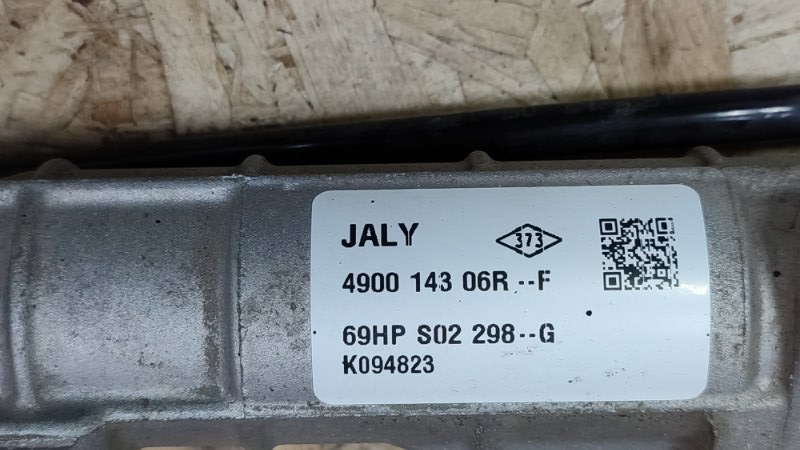 JALY 373
4900 143 06R --F
69HP S02 298--G
K094823